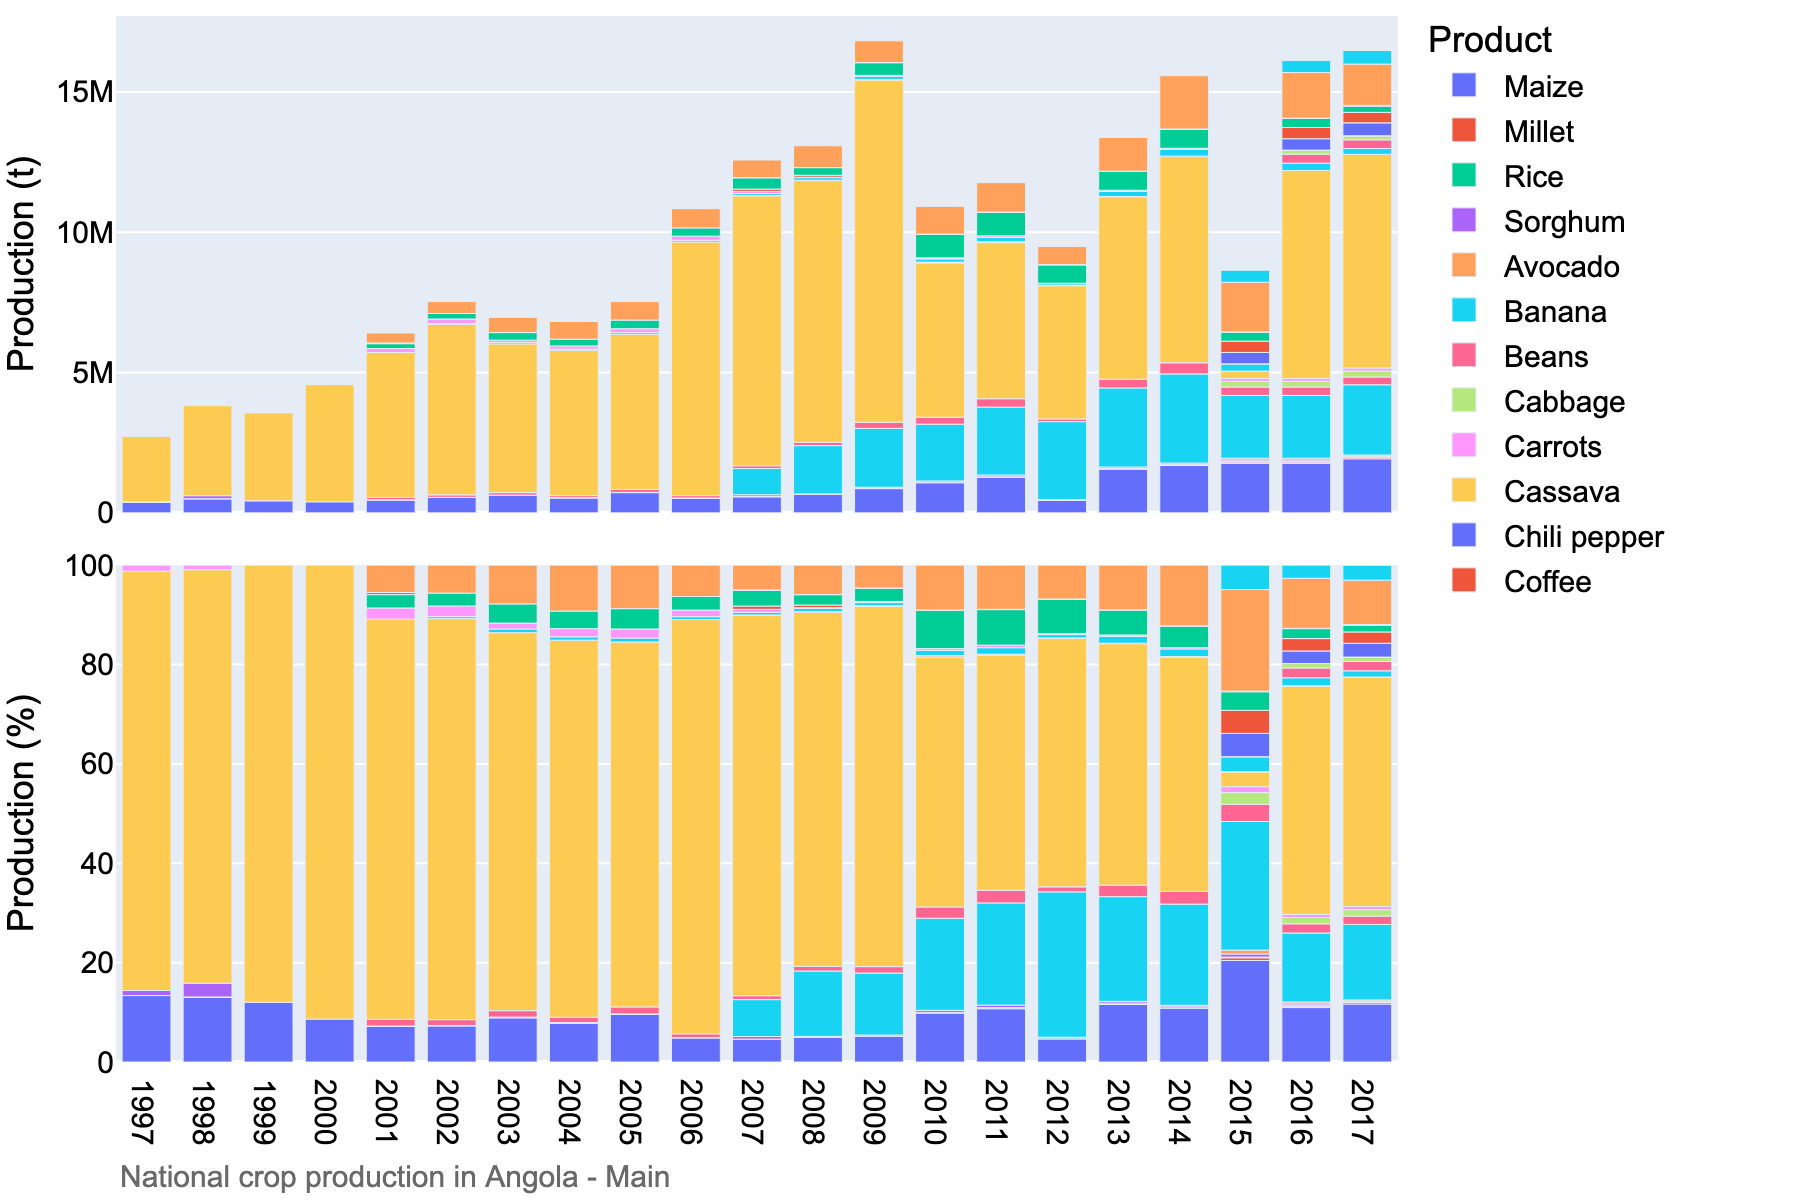 Production (t)
15M
10M
5M
0
Production (%)
100
80
60
40
20
0
1997
1998
1999
2000
2001
2002
2003
2004
2005
2006
2007
2008
2009
2010
2011
2012
2013
2014
2015
2016
2017
National crop production in Angola - Main
Product
Maize
Millet
Rice
Sorghum
Avocado
Banana
Beans
Cabbage
Carrots
Cassava
Chili pepper
Coffee